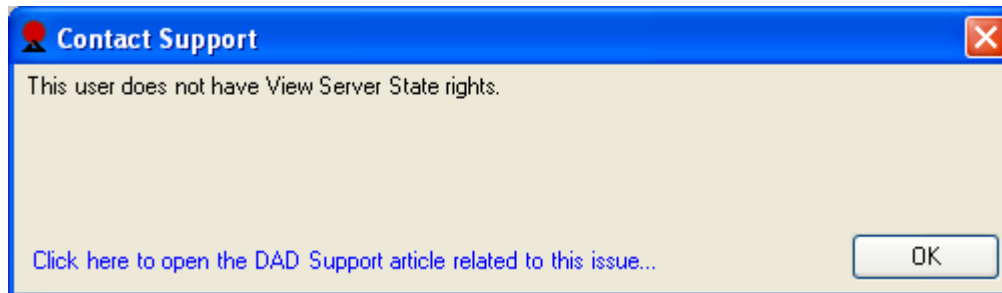 Contact Support
This user does not have View Server State rights.
Click here to open the DAD Support article related to this issue...
OK